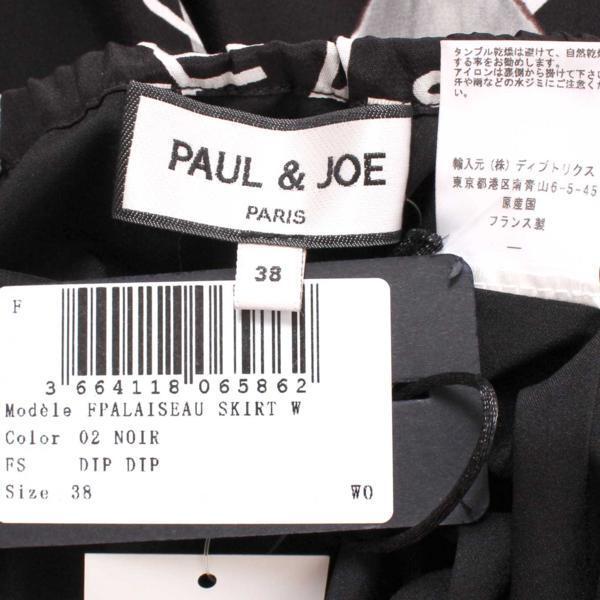 タンブル乾燥は避けて、自然乾燥
する事をお勧めします。
アイロンは裏側から掛けて下さ
汗や雨などの水ジミにご注意くだ
輸入元（株）ディプトリクス
東京都港区南青山6-5-45
原産国
フランス製
PAUL & JOE
PARIS
38
F
3 664118 065862
Modèle FPALAISEAU SKIRT W
Color 02 NOIR
FS DIP DIP
Size 38 WO